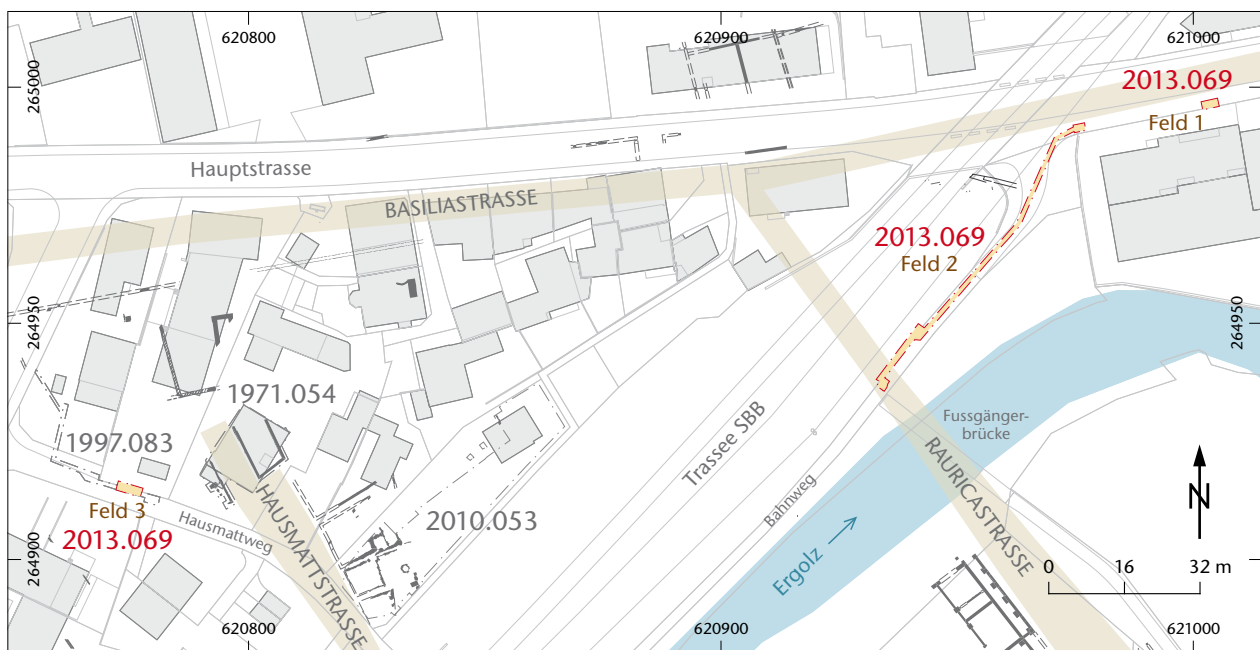 620800
620900
621000
265000
2013.069
Feld 1
Hauptstrasse
BASILIASTRASSE
2013.069
Feld 2
264950
264950
1971.054
1997.083
Feld 3
2013.069
Hausmattweg
HAUSMATTSTRASSE
2010.053
Trassee SBB
Bahnweg
Fussgänger-
brücke
RAURICASTRASSE
Ergolz
N
0 16 32 m
264900
620800
620900
621000